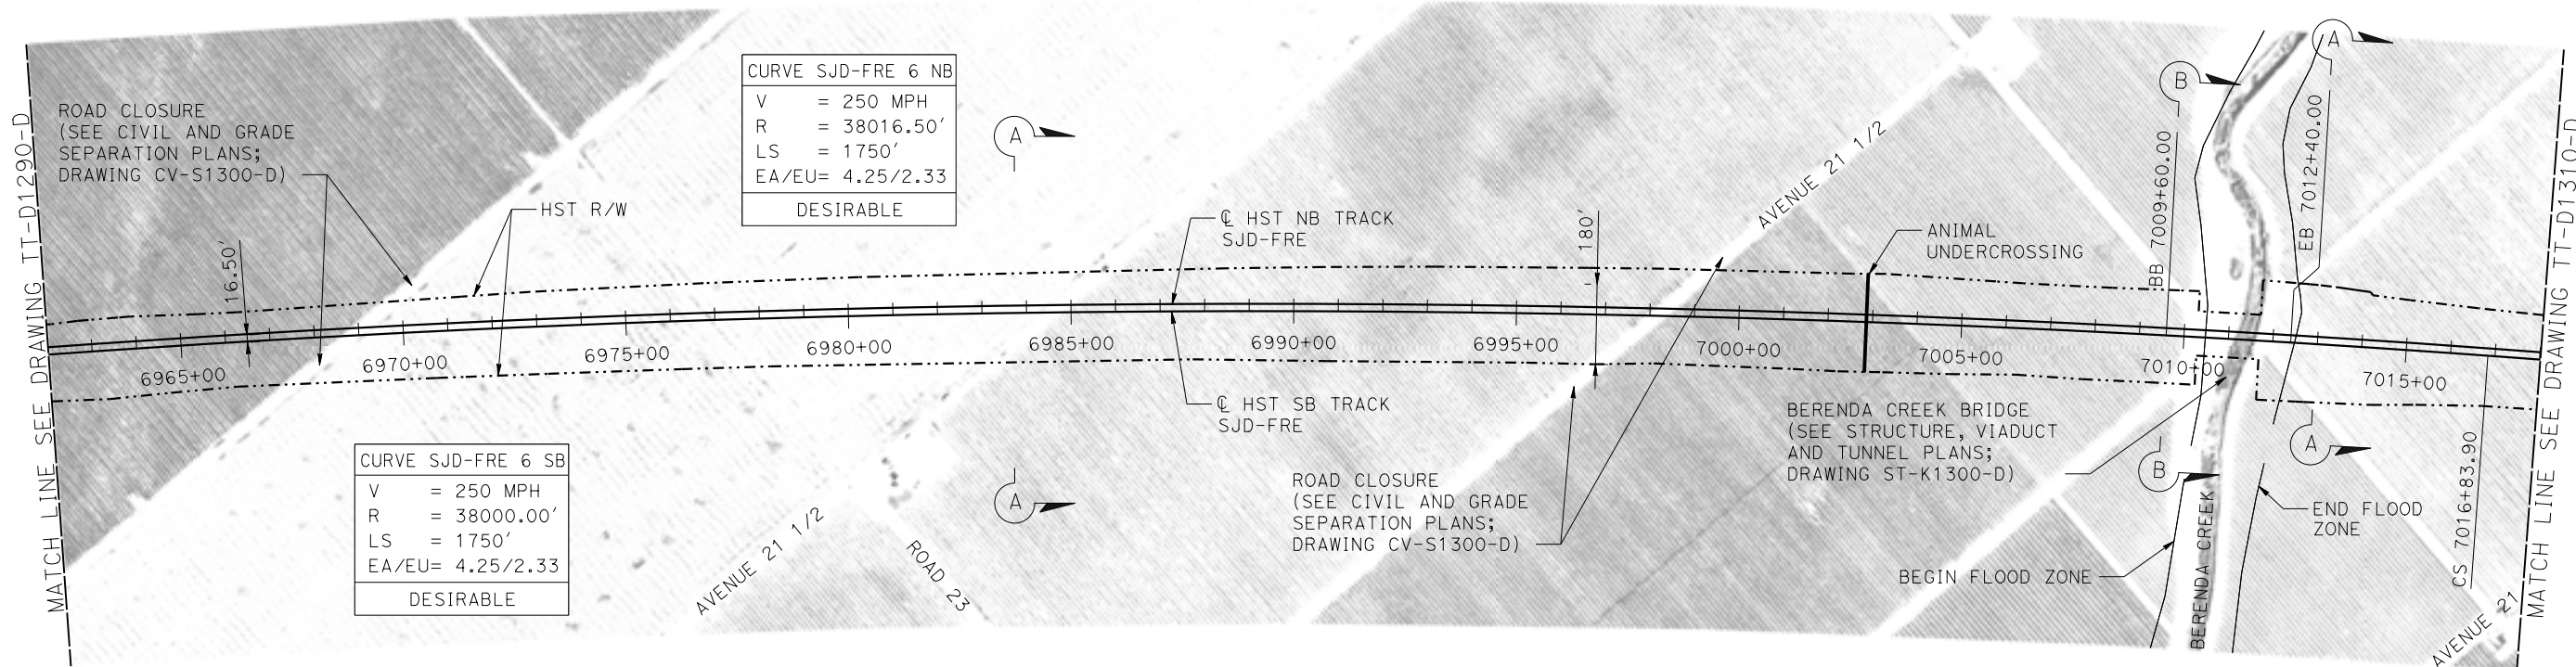 MATCH LINE SEE DRAWING TT-D1290-D
ROAD CLOSURE
(SEE CIVIL AND GRADE
SEPARATION PLANS;
DRAWING CV-S1300-D)
16.50′
HST R/W
CURVE SJD-FRE 6 NB
V = 250 MPH
R = 38016.50′
LS = 1750′
EA/EU= 4.25/2.33
DESIRABLE
A
℄ HST NB TRACK
SJD-FRE
180′
AVENUE 21 1/2
ANIMAL
UNDERCROSSING
BB 7009+60.00
B
EB 7012+40.00
A
6965+00
6970+00
6975+00
6980+00
6985+00
6990+00
6995+00
7000+00
7005+00
7010+00
7015+00
CURVE SJD-FRE 6 SB
V = 250 MPH
R = 38000.00′
LS = 1750′
EA/EU= 4.25/2.33
DESIRABLE
AVENUE 21 1/2
ROAD 23
A
℄ HST SB TRACK
SJD-FRE
ROAD CLOSURE
(SEE CIVIL AND GRADE
SEPARATION PLANS;
DRAWING CV-S1300-D)
BERENDA CREEK BRIDGE
(SEE STRUCTURE, VIADUCT
AND TUNNEL PLANS;
DRAWING ST-K1300-D)
B
A
BEGIN FLOOD ZONE
BERENDA CREEK
END FLOOD
ZONE
CS 7016+83.90
AVENUE 21
MATCH LINE SEE DRAWING TT-D1310-D